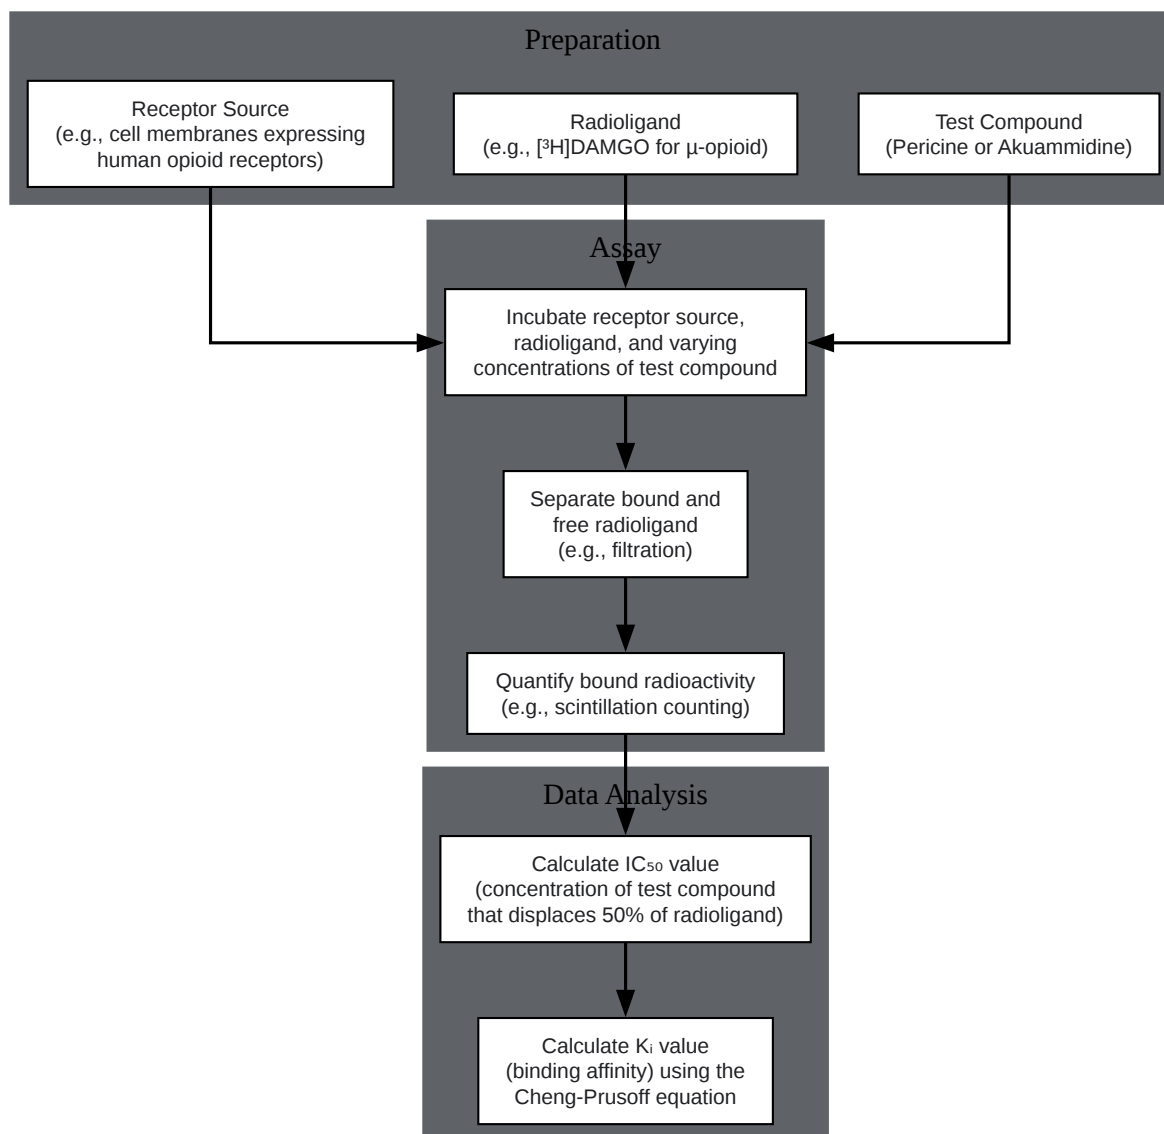 Preparation
Receptor Source
(e.g., cell membranes expressing
human opioid receptors)
Radioligand
(e.g., [³H]DAMGO for µ-opioid)
Test Compound
(Pericine or Akuammidine)
Assay
Incubate receptor source,
radioligand, and varying
concentrations of test compound
Separate bound and
free radioligand
(e.g., filtration)
Quantify bound radioactivity
(e.g., scintillation counting)
Data Analysis
Calculate IC₅₀ value
(concentration of test compound
that displaces 50% of radioligand)
Calculate Kᵢ value
(binding affinity) using the
Cheng-Prusoff equation